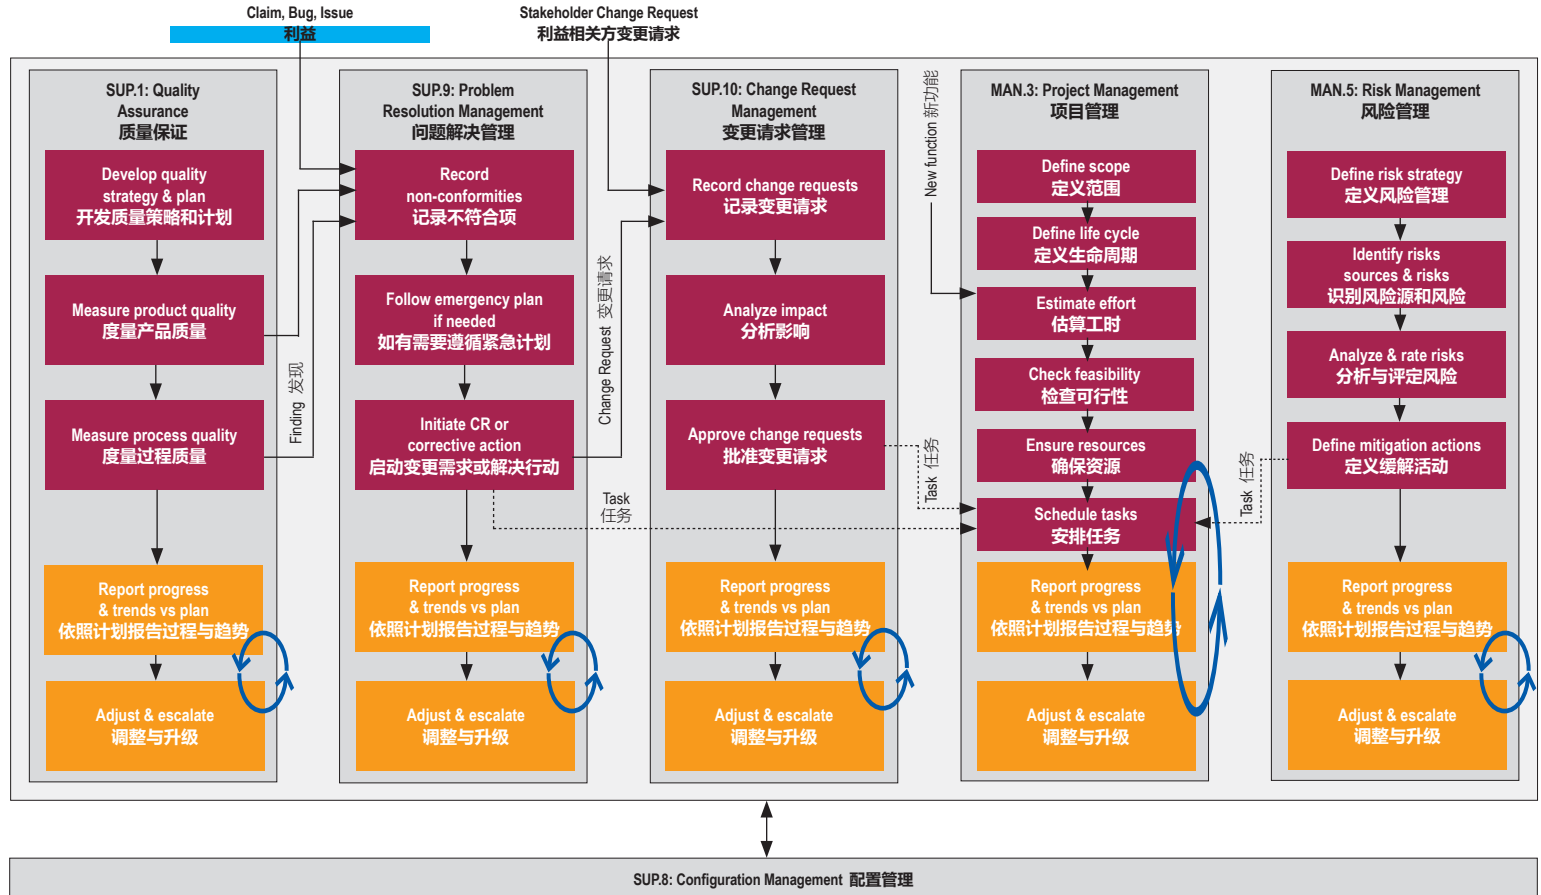 Claim, Bug, Issue
利益
Stakeholder Change Request
利益相关方变更请求
SUP.1: Quality
Assurance
质量保证
Develop quality
strategy & plan
开发质量策略和计划
Measure product quality
度量产品质量
Measure process quality
度量过程质量
Report progress
& trends vs plan
依照计划报告过程与趋势
Adjust & escalate
调整与升级
Finding 发现
SUP.9: Problem
Resolution Management
问题解决管理
Record
non-conformities
记录不符合项
Follow emergency plan
if needed
如有需要遵循紧急计划
Initiate CR or
corrective action
启动变更需求或解决行动
Report progress
& trends vs plan
依照计划报告过程与趋势
Adjust & escalate
调整与升级
Change Request 变更请求
Task
任务
SUP.10: Change Request
Management
变更请求管理
Record change requests
记录变更请求
Analyze impact
分析影响
Approve change requests
批准变更请求
Report progress
& trends vs plan
依照计划报告过程与趋势
Adjust & escalate
调整与升级
New function 新功能
Task 任务
MAN.3: Project Management
项目管理
Define scope
定义范围
Define life cycle
定义生命周期
Estimate effort
估算工时
Check feasibility
检查可行性
Ensure resources
确保资源
Schedule tasks
安排任务
Report progress
& trends vs plan
依照计划报告过程与趋势
Adjust & escalate
调整与升级
Task 任务
MAN.5: Risk Management
风险管理
Define risk strategy
定义风险管理
Identify risks
sources & risks
识别风险源和风险
Analyze & rate risks
分析与评定风险
Define mitigation actions
定义缓解活动
Report progress
& trends vs plan
依照计划报告过程与趋势
Adjust & escalate
调整与升级
SUP.8: Configuration Management 配置管理